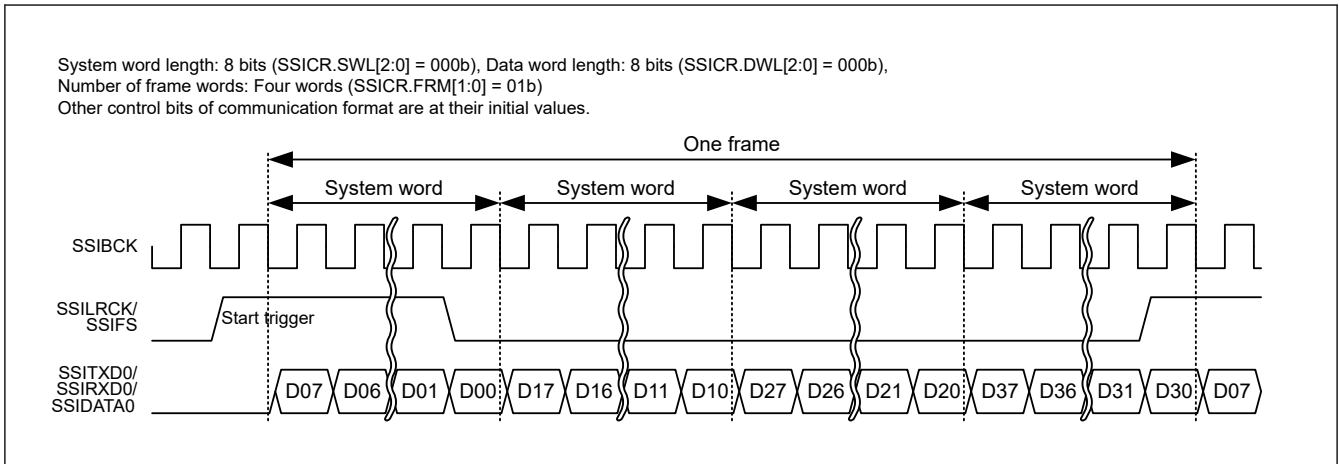 System word length: 8 bits (SSICR.SWL[2:0] = 000b), Data word length: 8 bits (SSICR.DWL[2:0] = 000b),
Number of frame words: Four words (SSICR.FRM[1:0] = 01b)
Other control bits of communication format are at their initial values.
One frame
System word System word System word System word
SSIBCK
SSILRCK/
SSIFS
Start trigger
SSITXD0/
SSIRXD0/
SSIDATA0
D07 D06 D01 D00 D17 D16 D11 D10 D27 D26 D21 D20 D37 D36 D31 D30 D07